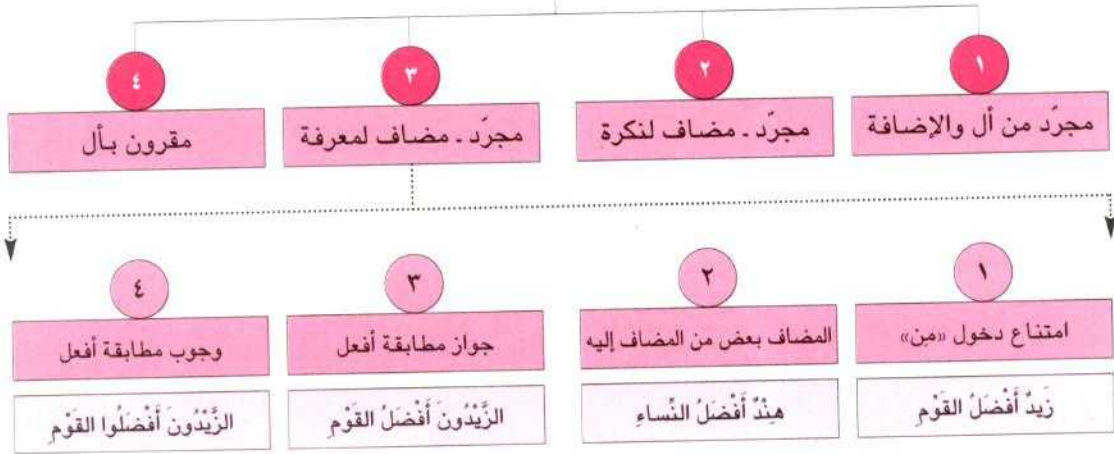 ١
٢
٣
٤
مجرّد من أل والإضافة
مجرّد ـ مضاف لنكرة
مجرّد ـ مضاف لمعرفة
مقرون بأل
١
٢
٣
٤
امتناع دخول «مِن»
المضاف بعض من المضاف إليه
جواز مطابقة أفعل
وجوب مطابقة أفعل
زَيدٌ أَفْضَلُ القَوْمِ
هِنْدٌ أَفْضَلُ النِّساءِ
الزَّيْدُونَ أَفْضَلُ القَوْمِ
الزَّيْدُونَ أَفْضَلُوا القَوْمِ